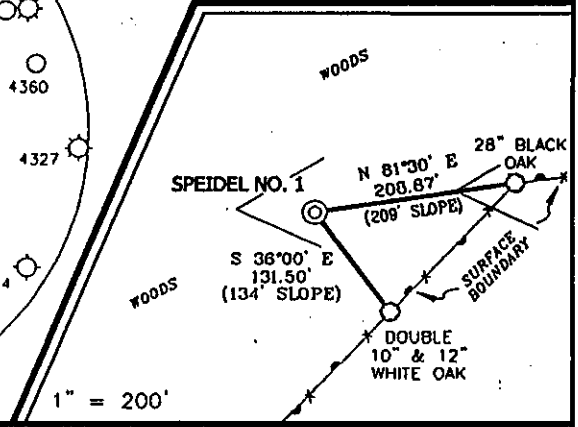 WOODS
4360
4327
28" BLACK
OAK
N 81°30' E
208.87'
(209' SLOPE)
SPEIDEL NO. 1
S 36°00' E
131.50'
(134' SLOPE)
SURFACE
BOUNDARY
4
WOODS
DOUBLE
10" & 12"
WHITE OAK
1" = 200'